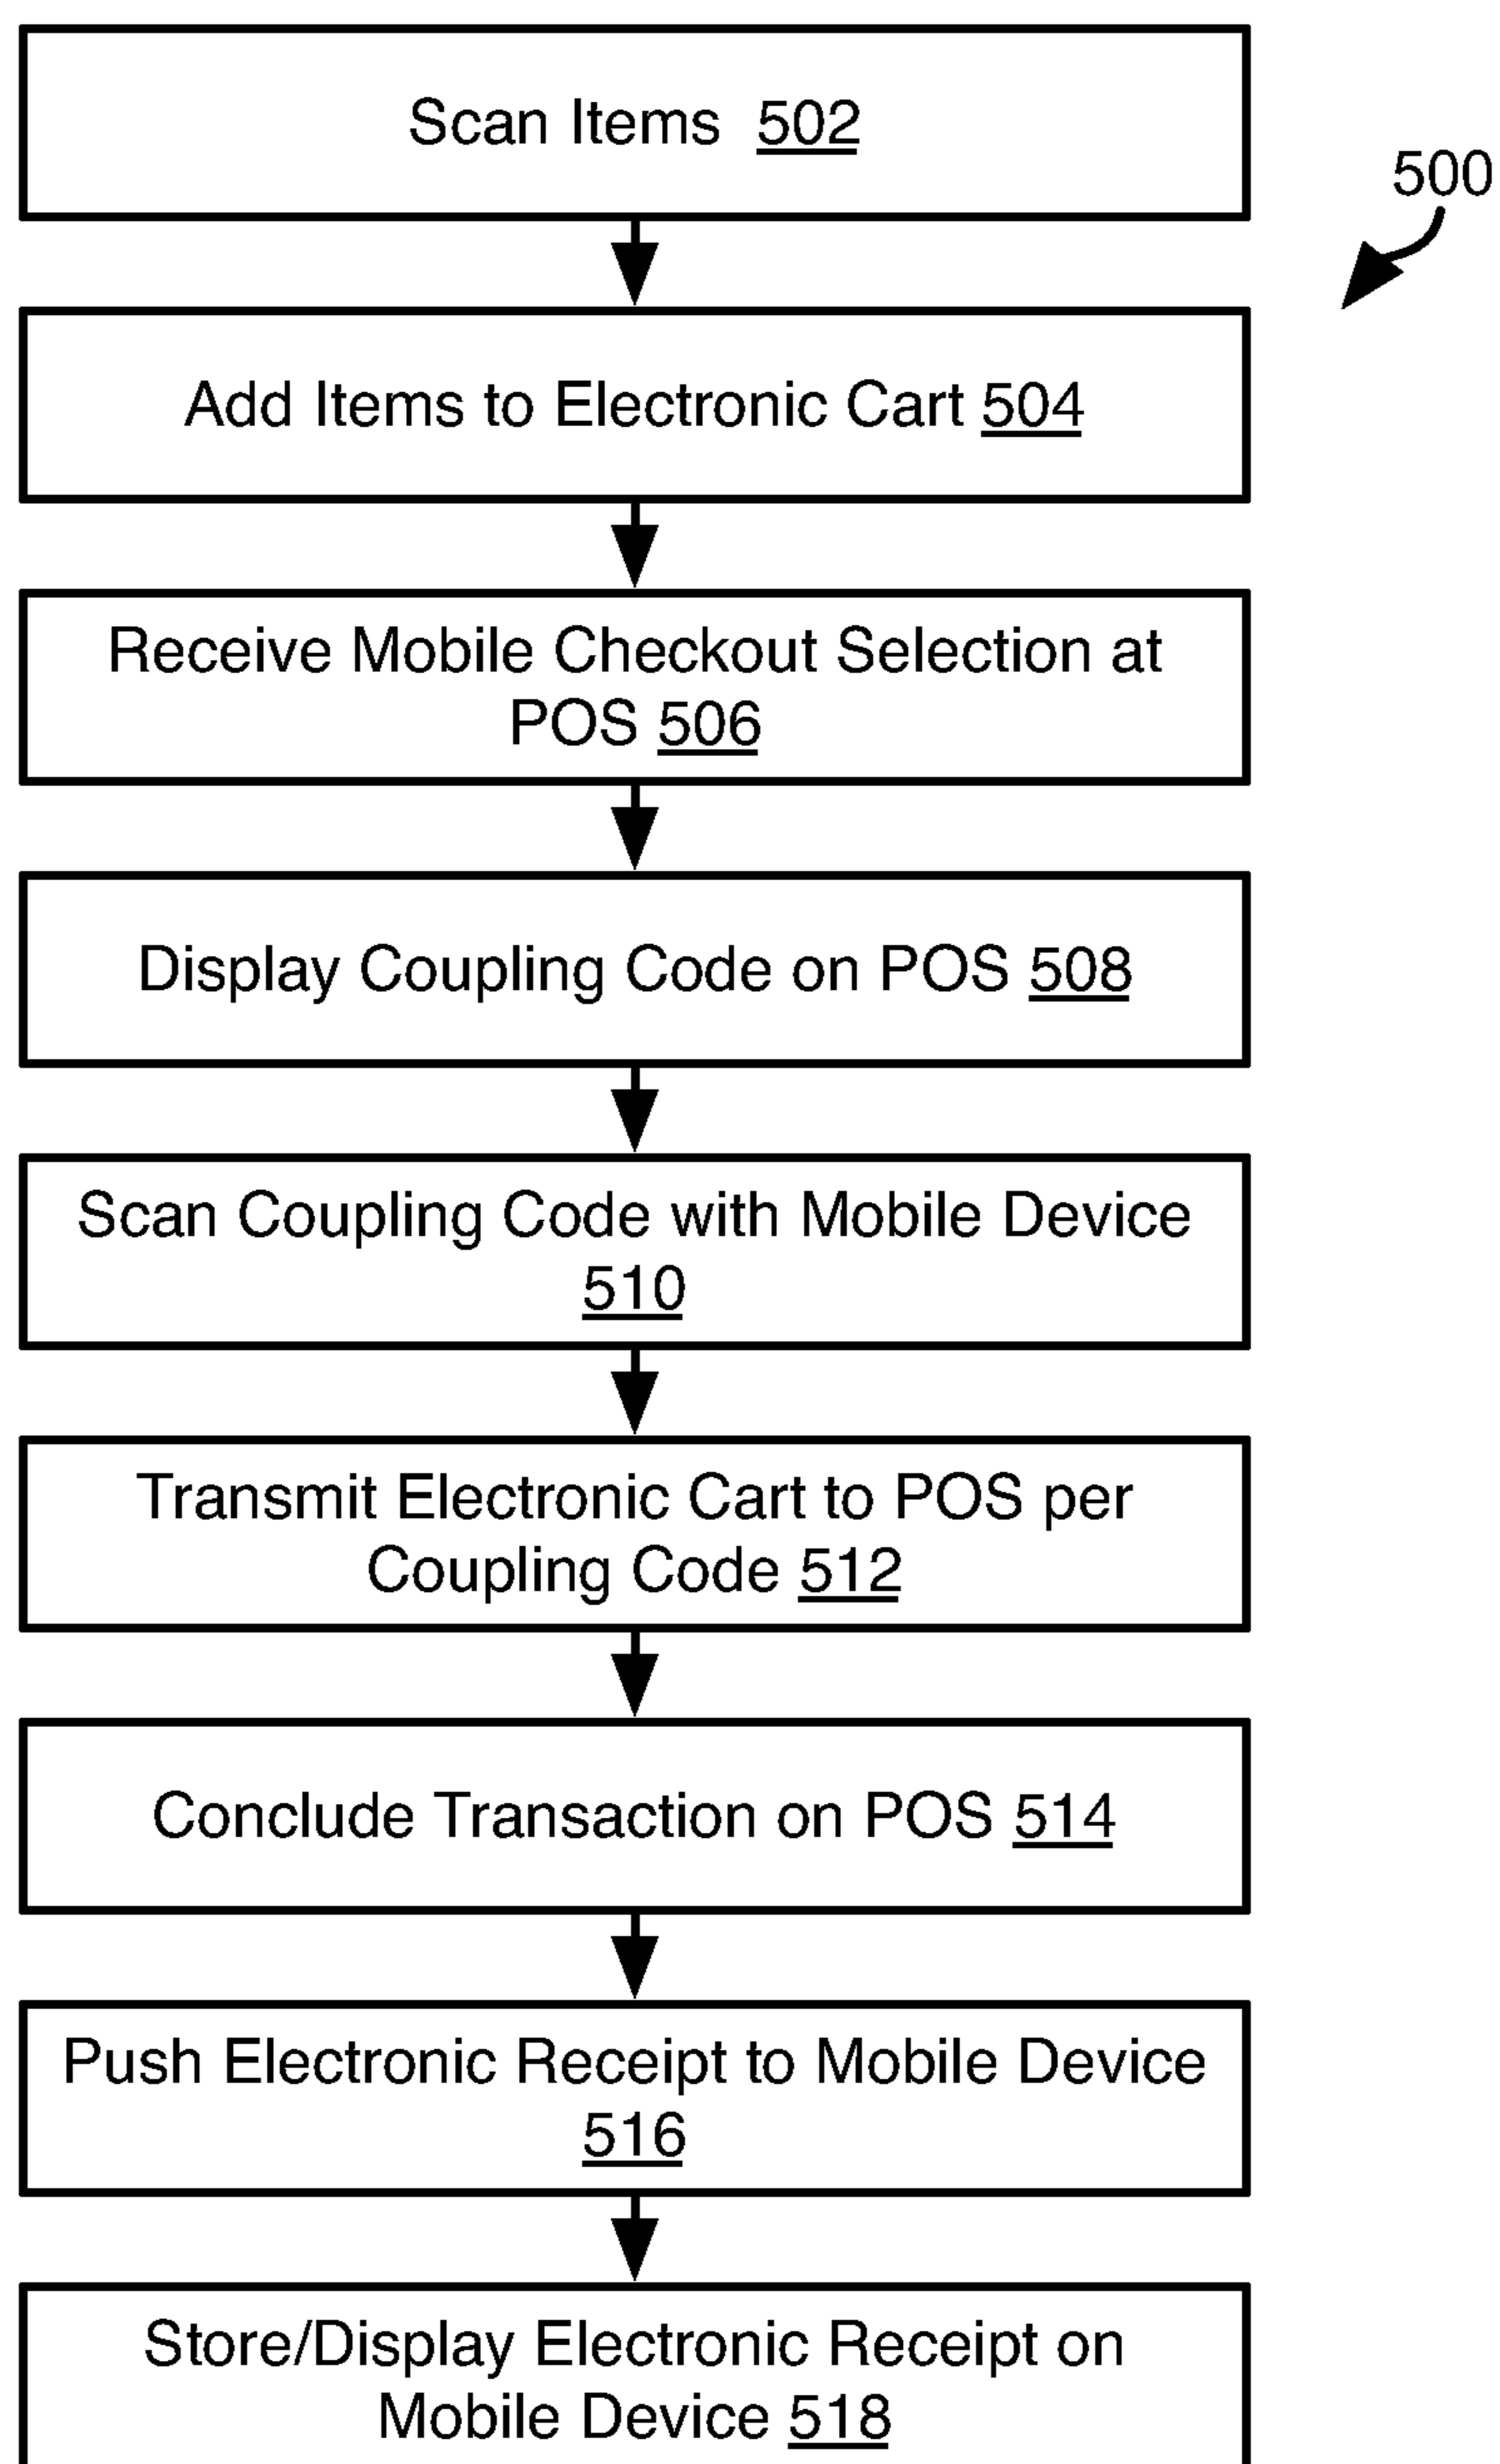 Scan Items 502
500
Add Items to Electronic Cart 504
Receive Mobile Checkout Selection at
POS 506
Display Coupling Code on POS 508
Scan Coupling Code with Mobile Device
510
Transmit Electronic Cart to POS per
Coupling Code 512
Conclude Transaction on POS 514
Push Electronic Receipt to Mobile Device
516
Store/Display Electronic Receipt on
Mobile Device 518